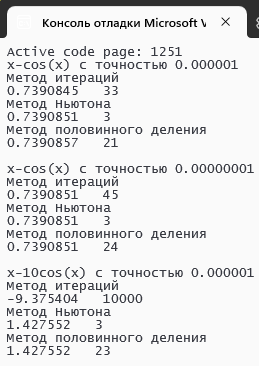 Консоль отладки Microsoft V
Active code page: 1251
x-cos(x) с точностью 0.000001
Метод итераций
0.7390845   33
Метод Ньютона
0.7390851   3
Метод половинного деления
0.7390857   21
x-cos(x) с точностью 0.00000001
Метод итераций
0.7390851   45
Метод Ньютона
0.7390851   3
Метод половинного деления
0.7390851   24
x-10cos(x) с точностью 0.000001
Метод итераций
-9.375404   10000
Метод Ньютона
1.427552   3
Метод половинного деления
1.427552   23